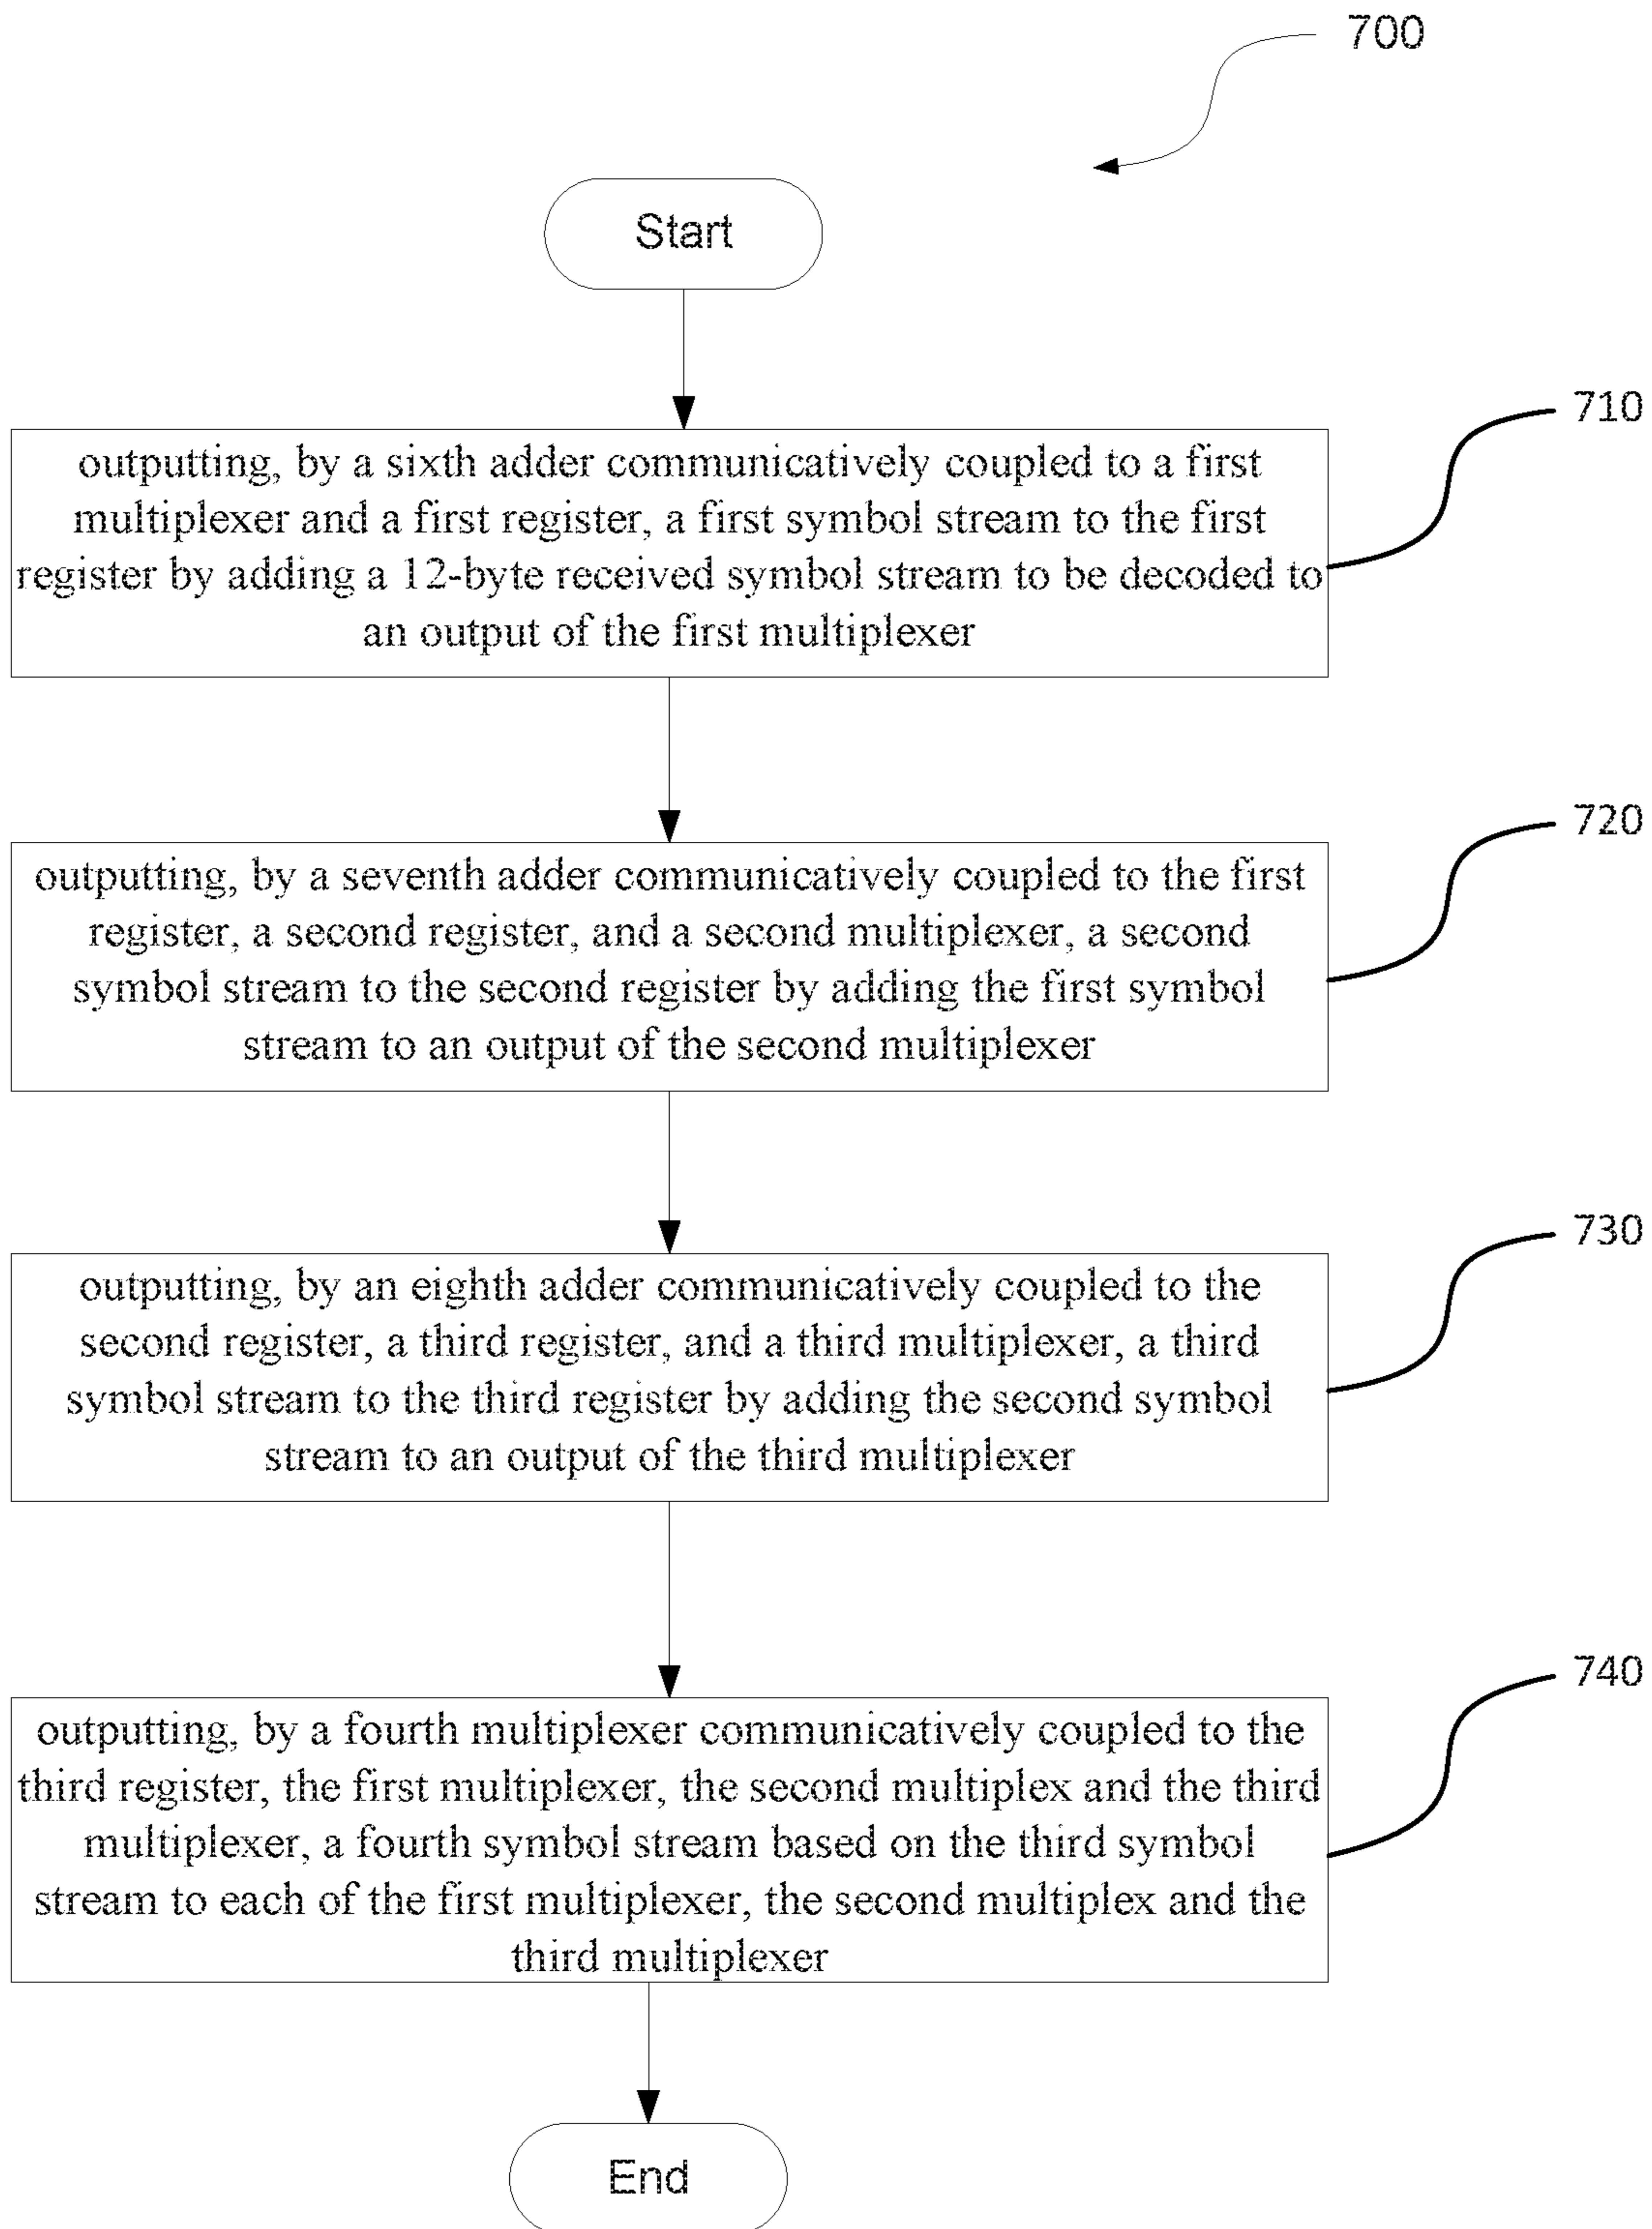 700
Start
710
outputting, by a sixth adder communicatively coupled to a first
multiplexer and a first register, a first symbol stream to the first
register by adding a 12-byte received symbol stream to be decoded to
an output of the first multiplexer
720
outputting, by a seventh adder communicatively coupled to the first
register, a second register, and a second multiplexer, a second
symbol stream to the second register by adding the first symbol
stream to an output of the second multiplexer
730
outputting, by an eighth adder communicatively coupled to the
second register, a third register, and a third multiplexer, a third
symbol stream to the third register by adding the second symbol
stream to an output of the third multiplexer
740
outputting, by a fourth multiplexer communicatively coupled to the
third register, the first multiplexer, the second multiplex and the third
multiplexer, a fourth symbol stream based on the third symbol
stream to each of the first multiplexer, the second multiplex and the
third multiplexer
End